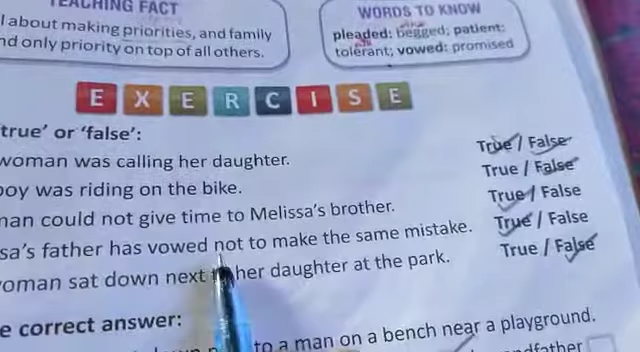 TEACHING FACT
l about making priorities, and family
nd only priority on top of all others.
WORDS TO KNOW
pleaded: begged; patient:
tolerant; vowed: promised
EXERCISE
true’ or ‘false’:
woman was calling her daughter. True / False
boy was riding on the bike. True / False
man could not give time to Melissa’s brother. True / False
sa’s father has vowed not to make the same mistake. True / False
woman sat down next her daughter at the park. True / False
e correct answer:
to a man on a bench near a playground.
ndfather